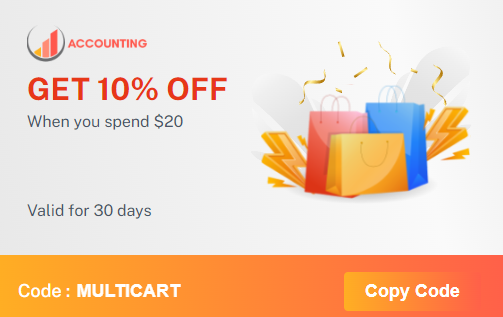 ACCOUNTING
GET 10% OFF
When you spend $20
Valid for 30 days
Code : MULTICART
Copy Code